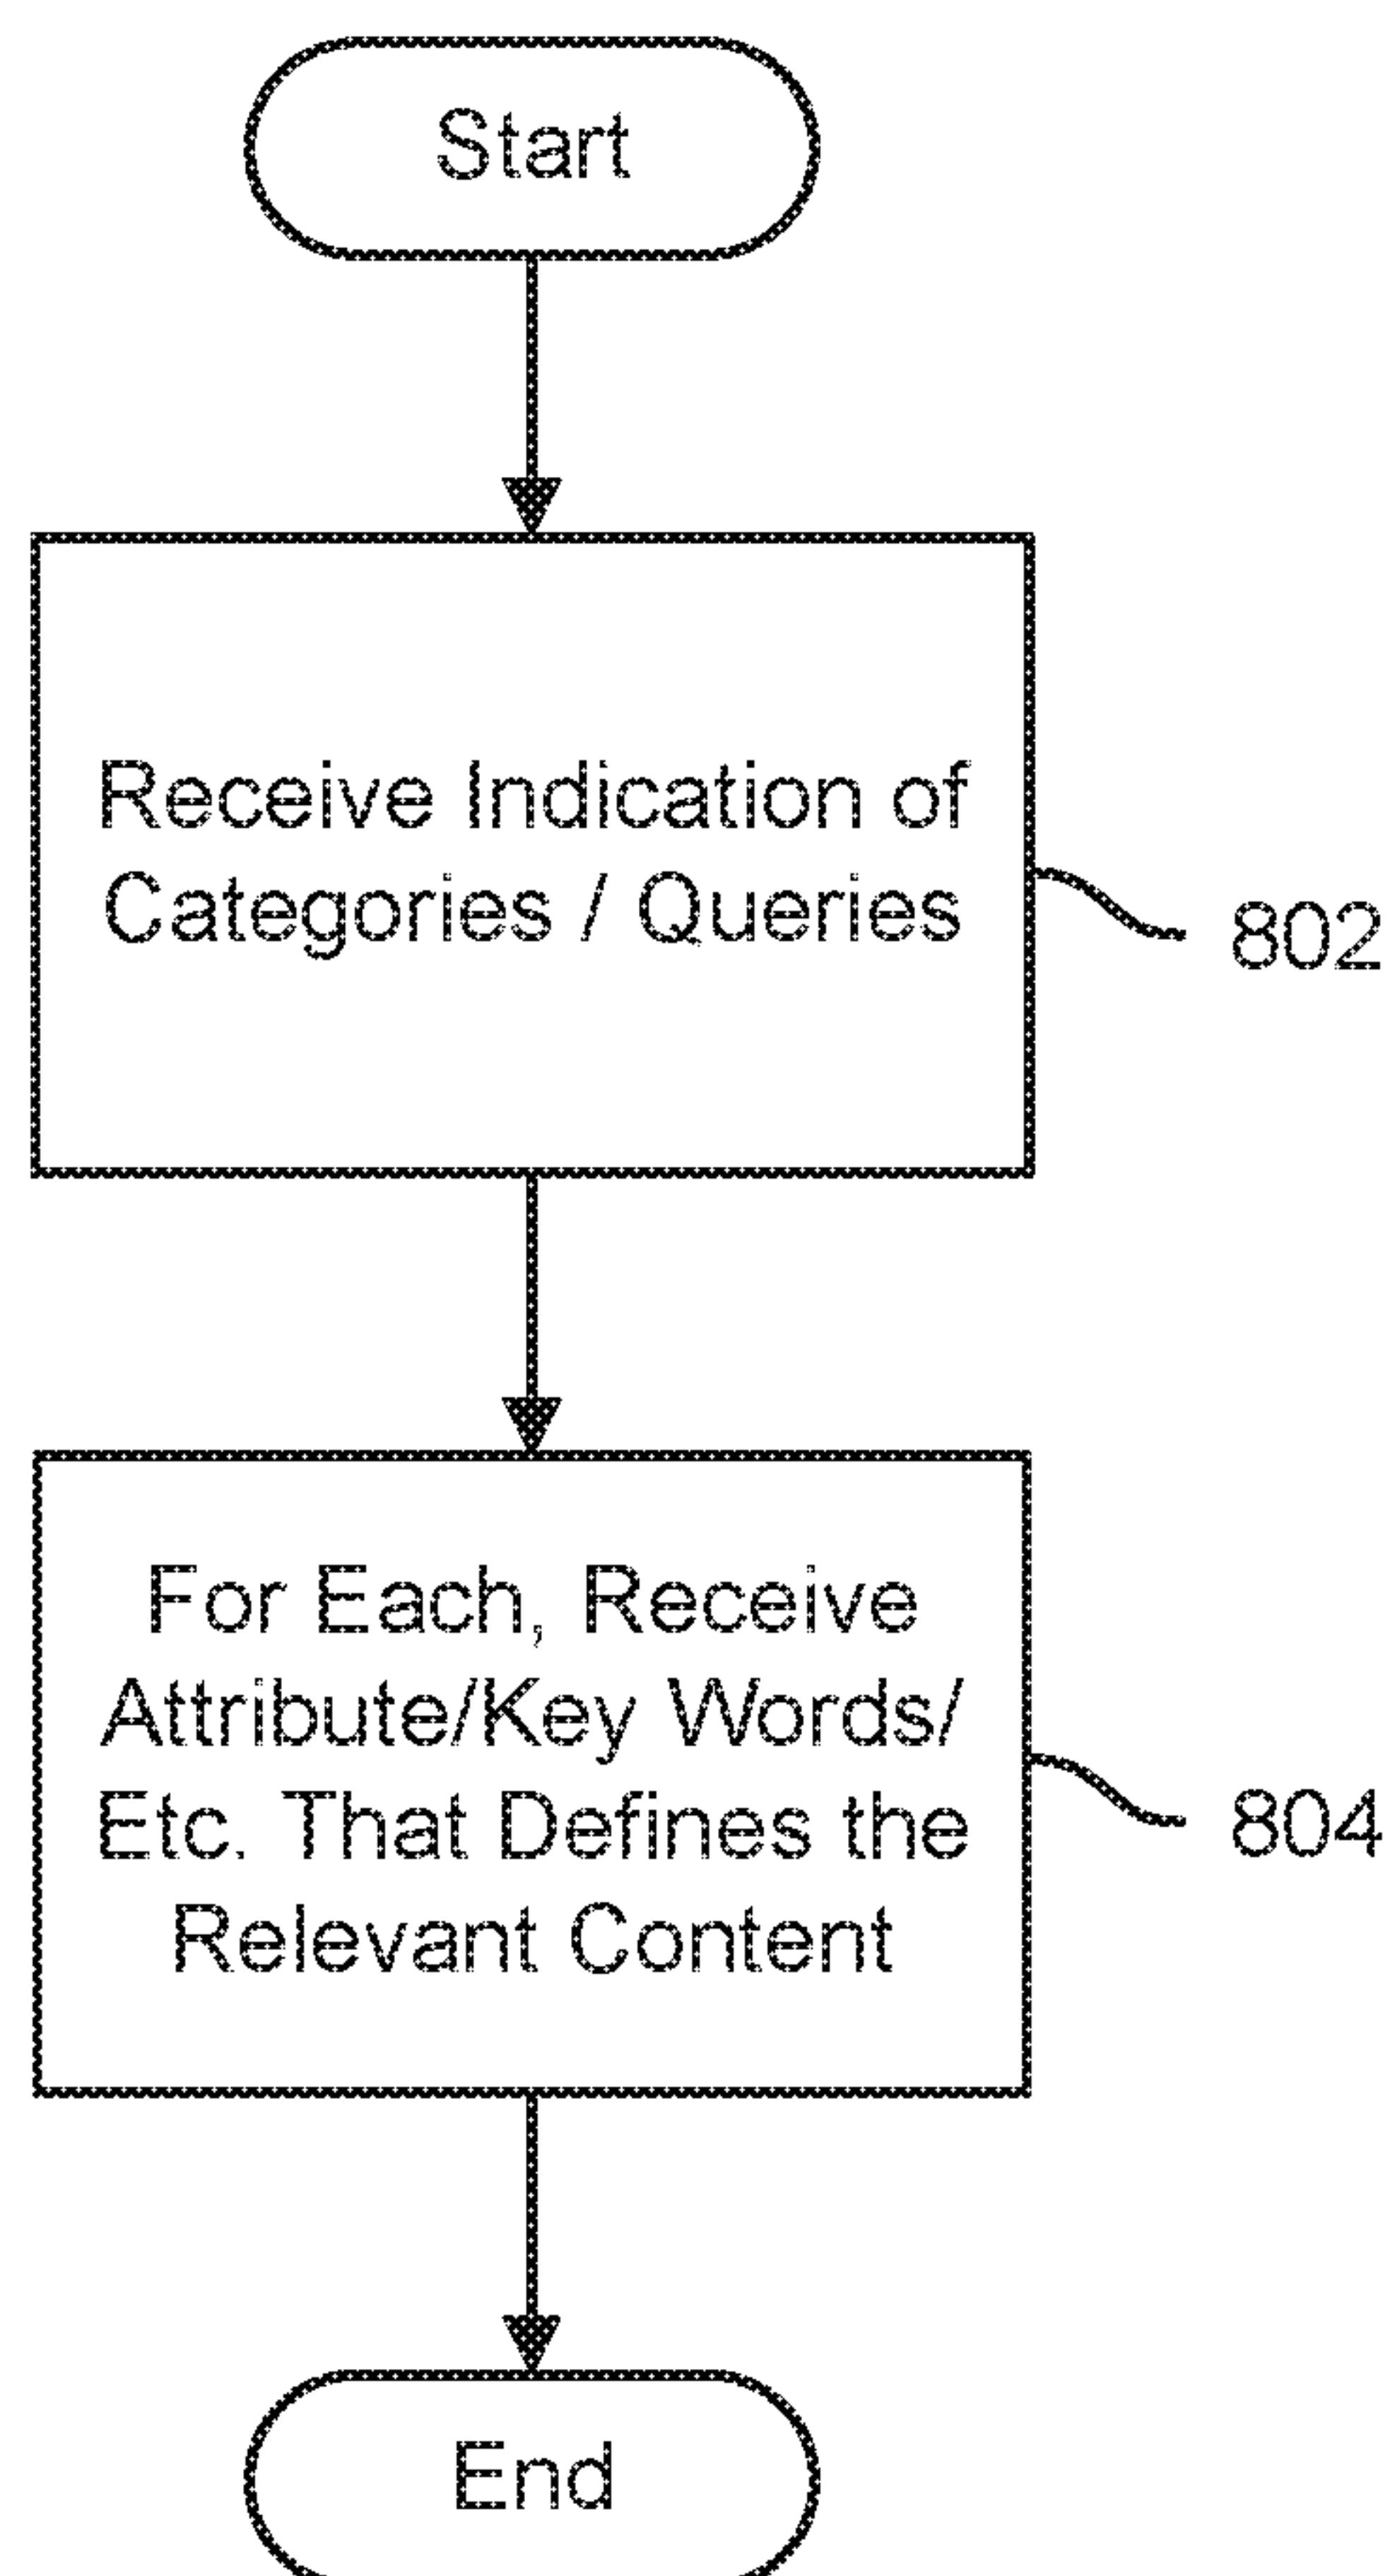 Start
Receive Indication of
Categories / Queries
802
For Each, Receive
Attribute/Key Words/
Etc. That Defines the
Relevant Content
804
End